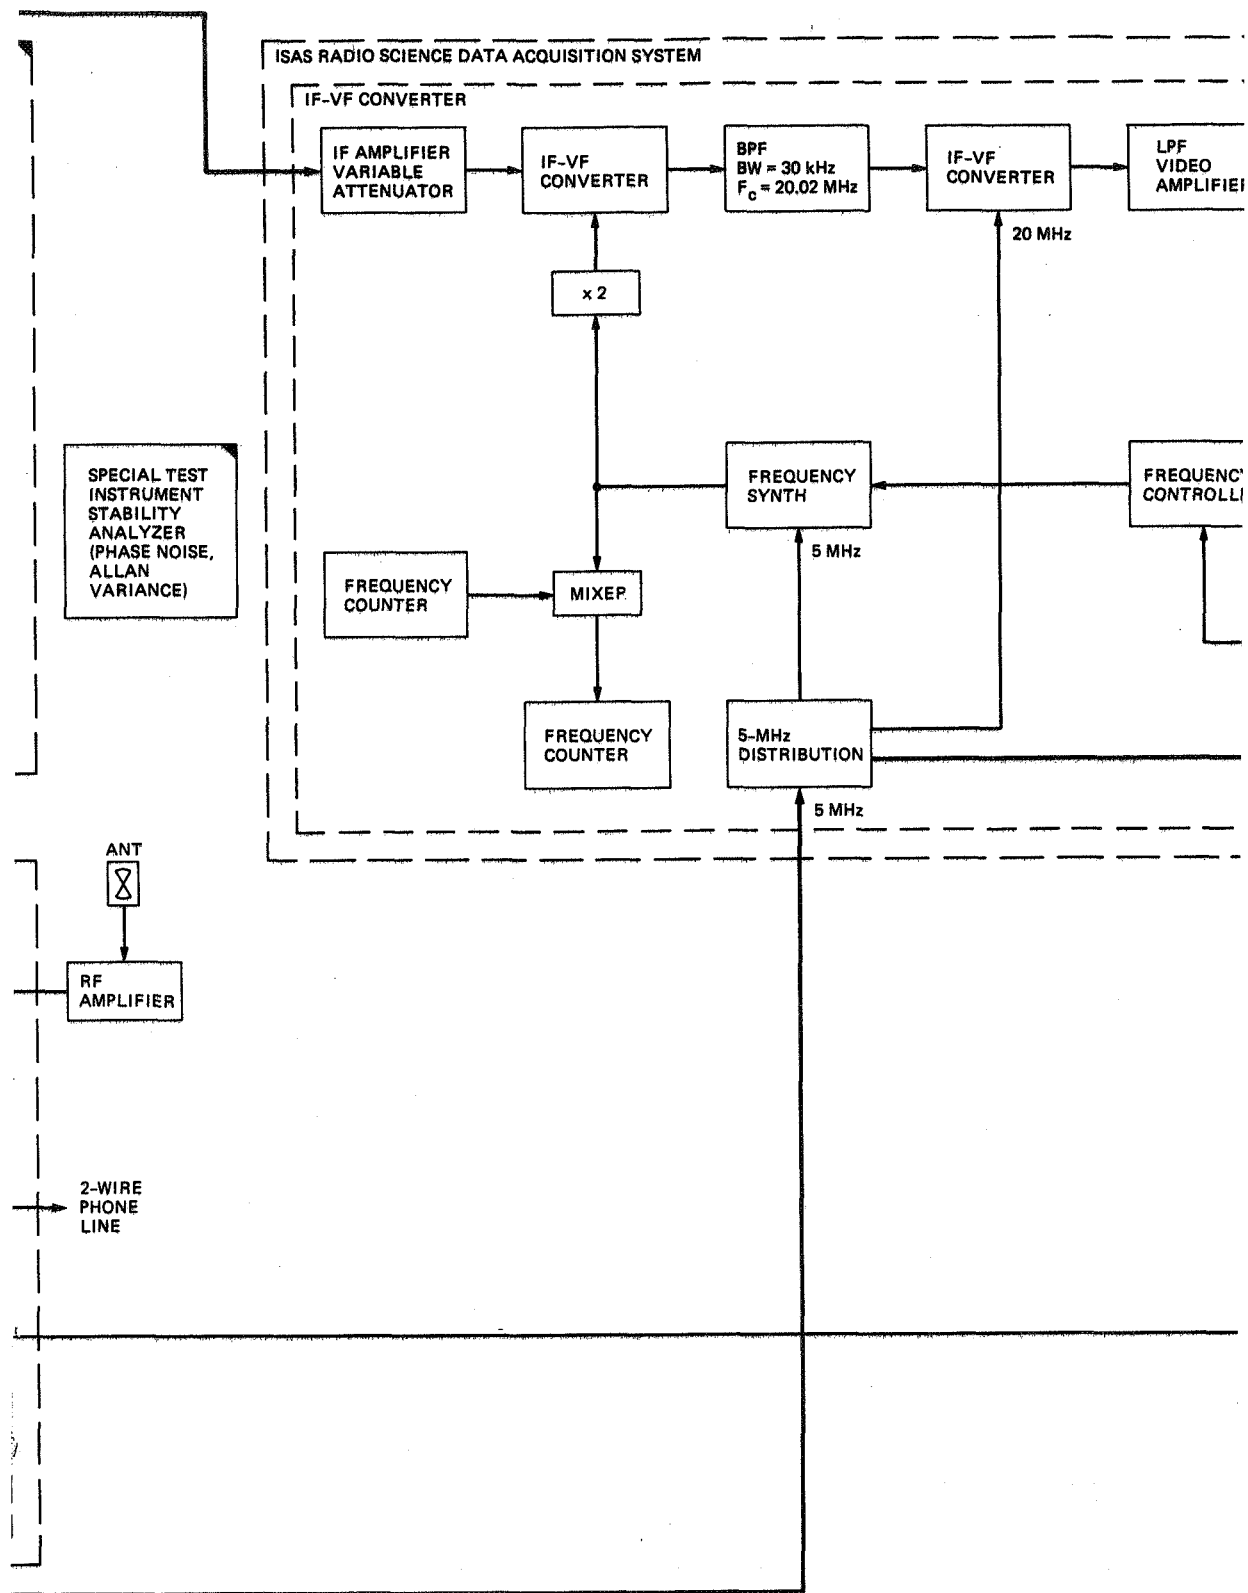 ISAS RADIO SCIENCE DATA ACQUISITION SYSTEM
IF-VF CONVERTER
IF AMPLIFIER
VARIABLE
ATTENUATOR
IF-VF
CONVERTER
BPF
BW = 30 kHz
Fc = 20.02 MHz
IF-VF
CONVERTER
LPF
VIDEO
AMPLIFIER
20 MHz
x 2
SPECIAL TEST
INSTRUMENT
STABILITY
ANALYZER
(PHASE NOISE,
ALLAN
VARIANCE)
FREQUENCY
SYNTH
FREQUENCY
CONTROLL
5 MHz
FREQUENCY
COUNTER
MIXER
FREQUENCY
COUNTER
5-MHz
DISTRIBUTION
5 MHz
ANT
RF
AMPLIFIER
2-WIRE
PHONE
LINE